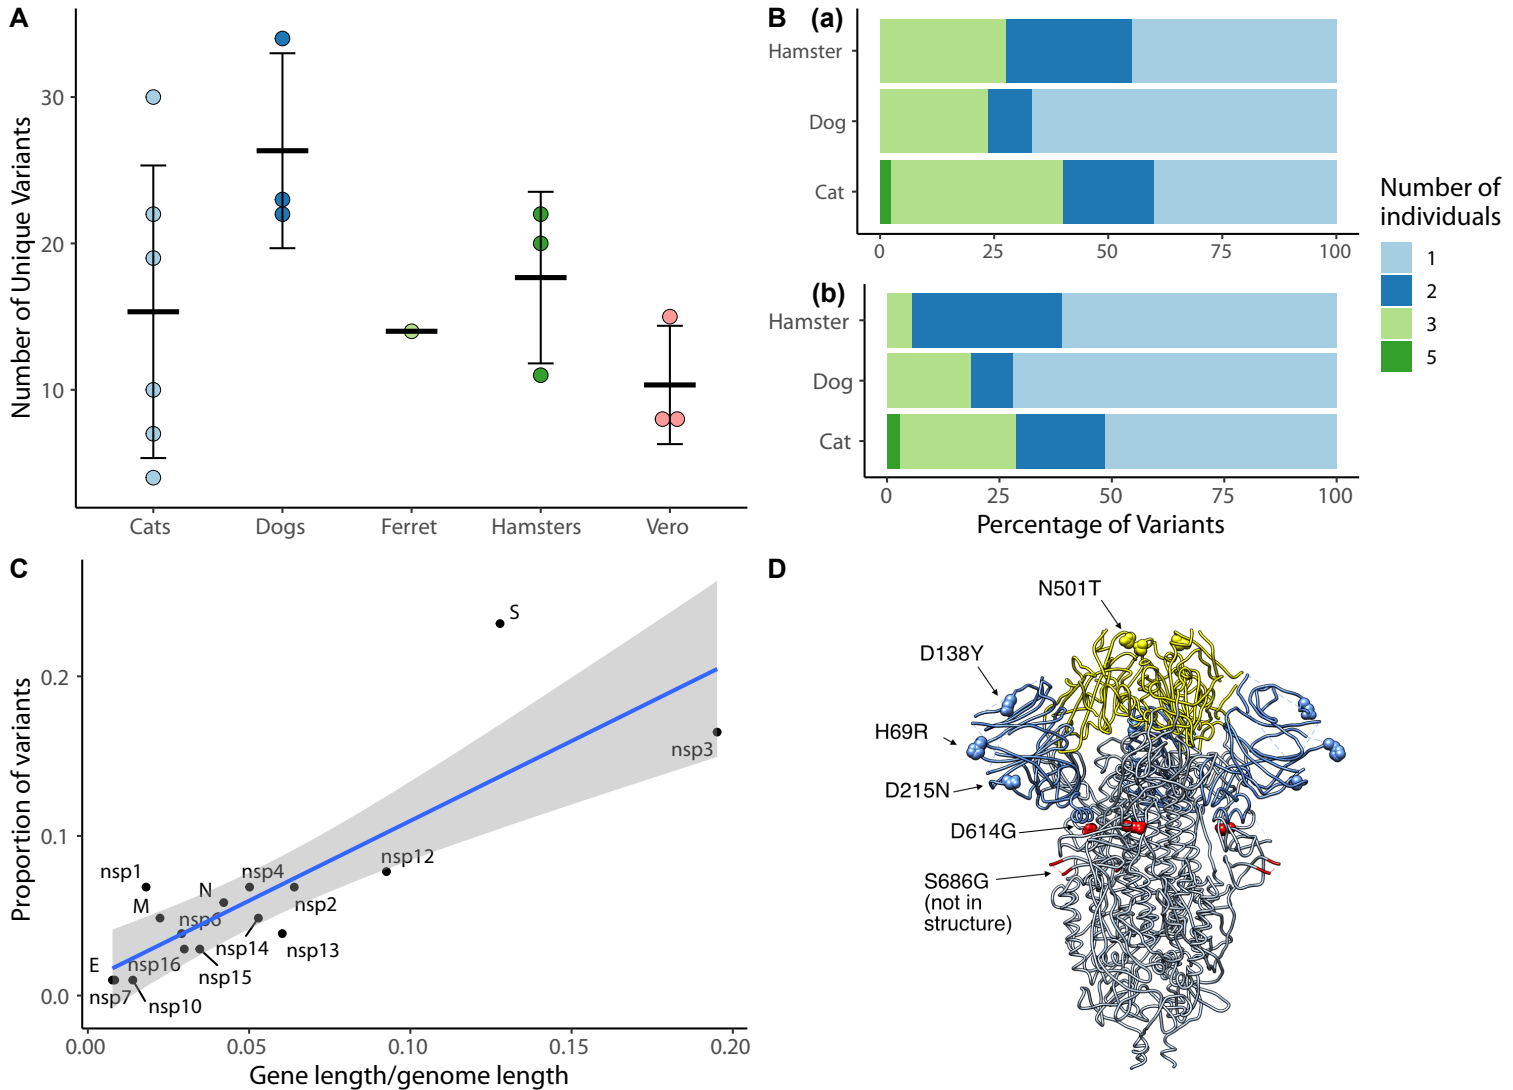 A
Number of Unique Variants
30
20
10
Cats
Dogs
Ferret
Hamsters
Vero
B
(a)
Hamster
Dog
Cat
0
25
50
75
100
(b)
Hamster
Dog
Cat
0
25
50
75
100
Percentage of Variants
Number of
individuals
1
2
3
5
C
Proportion of variants
0.2
0.1
0.0
S
nsp3
nsp12
nsp1
nsp4
N
M
nsp2
nsp6
nsp14
nsp13
E
nsp16
nsp15
nsp7
nsp10
0.00
0.05
0.10
0.15
0.20
Gene length/genome length
D
N501T
D138Y
H69R
D215N
D614G
S686G
(not in
structure)